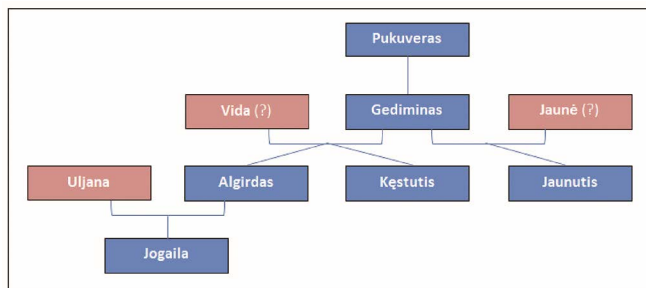 Pukuveras
Vida (?)
Gediminas
Jaunė (?)
Uljana
Algirdas
Kęstutis
Jaunutis
Jogaila